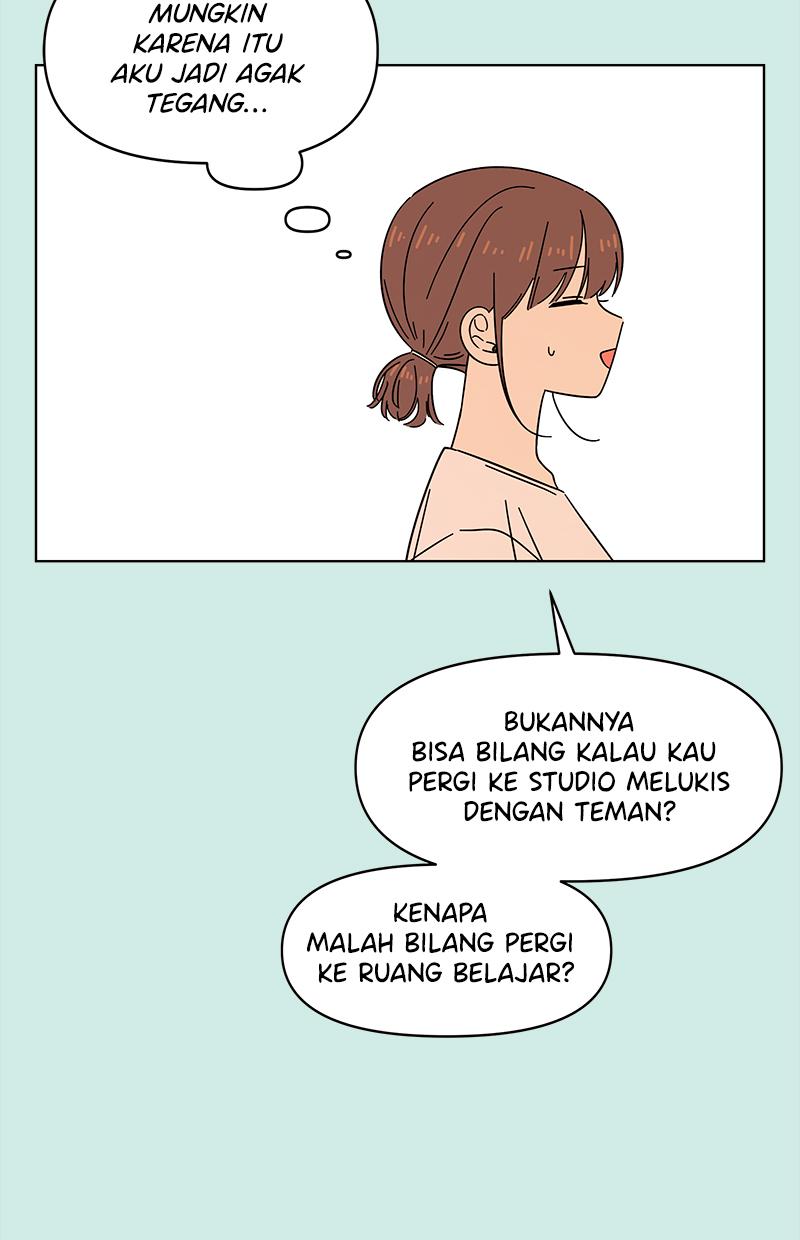 MUNGKIN
KARENA ITU
AKU JADI AGAK
TEGANG...
BUKANNYA
BISA BILANG KALAU KAU
PERGI KE STUDIO MELUKIS
DENGAN TEMAN?
KENAPA
MALAH BILANG PERGI
KE RUANG BELAJAR?